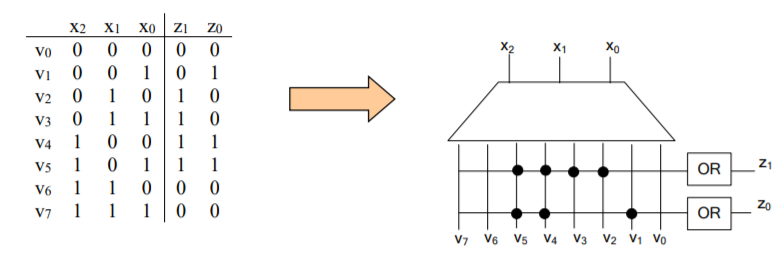 x2 x1 x0 z1 z0
v0 0 0 0 0 0
v1 0 0 1 0 1
v2 0 1 0 1 0
v3 0 1 1 1 0
v4 1 0 0 1 1
v5 1 0 1 1 1
v6 1 1 0 0 0
v7 1 1 1 0 0
x2 x1 x0
OR z1
OR z0
v7 v6 v5 v4 v3 v2 v1 v0